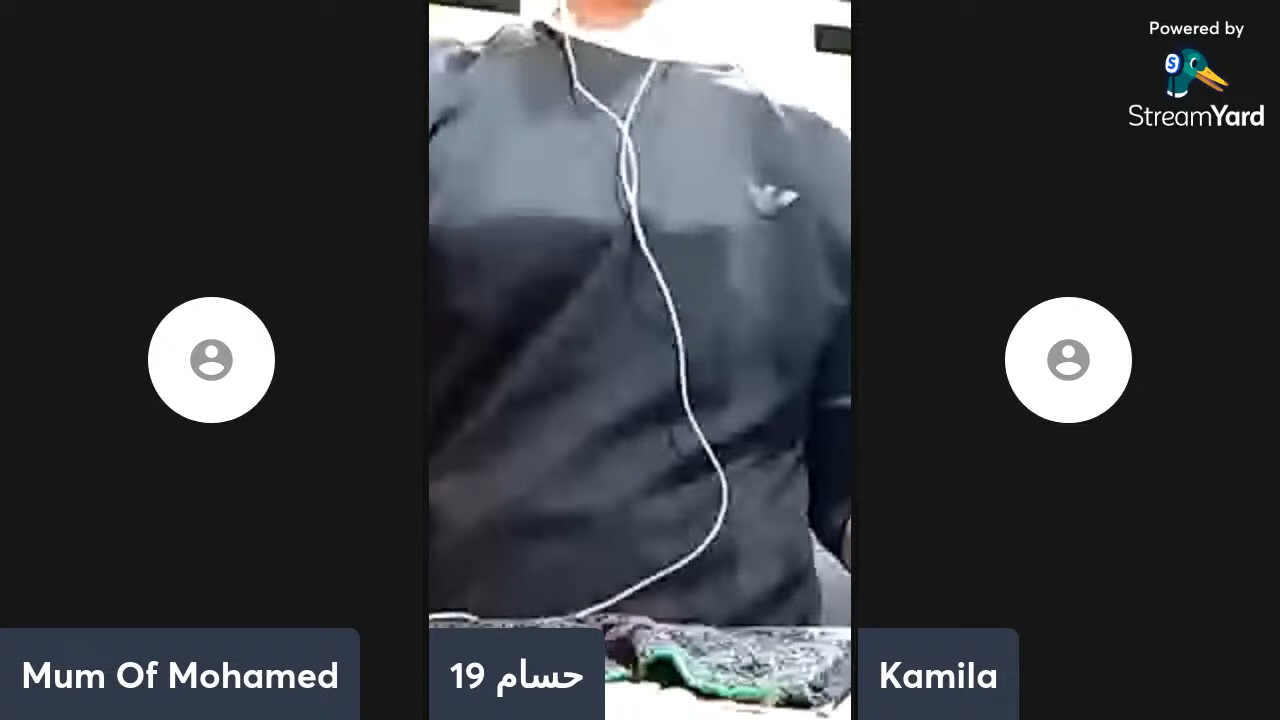 Powered by
S
StreamYard
Mum Of Mohamed
حسام 19
Kamila